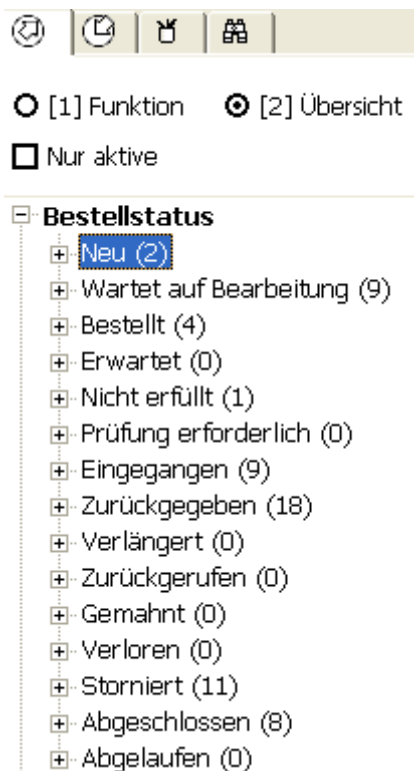 [1] Funktion [2] Übersicht
Nur aktive
Bestellstatus
Neu (2)
Wartet auf Bearbeitung (9)
Bestellt (4)
Erwartet (0)
Nicht erfüllt (1)
Prüfung erforderlich (0)
Eingegangen (9)
Zurückgegeben (18)
Verlängert (0)
Zurückgerufen (0)
Gemahnt (0)
Verloren (0)
Storniert (11)
Abgeschlossen (8)
Abgelaufen (0)